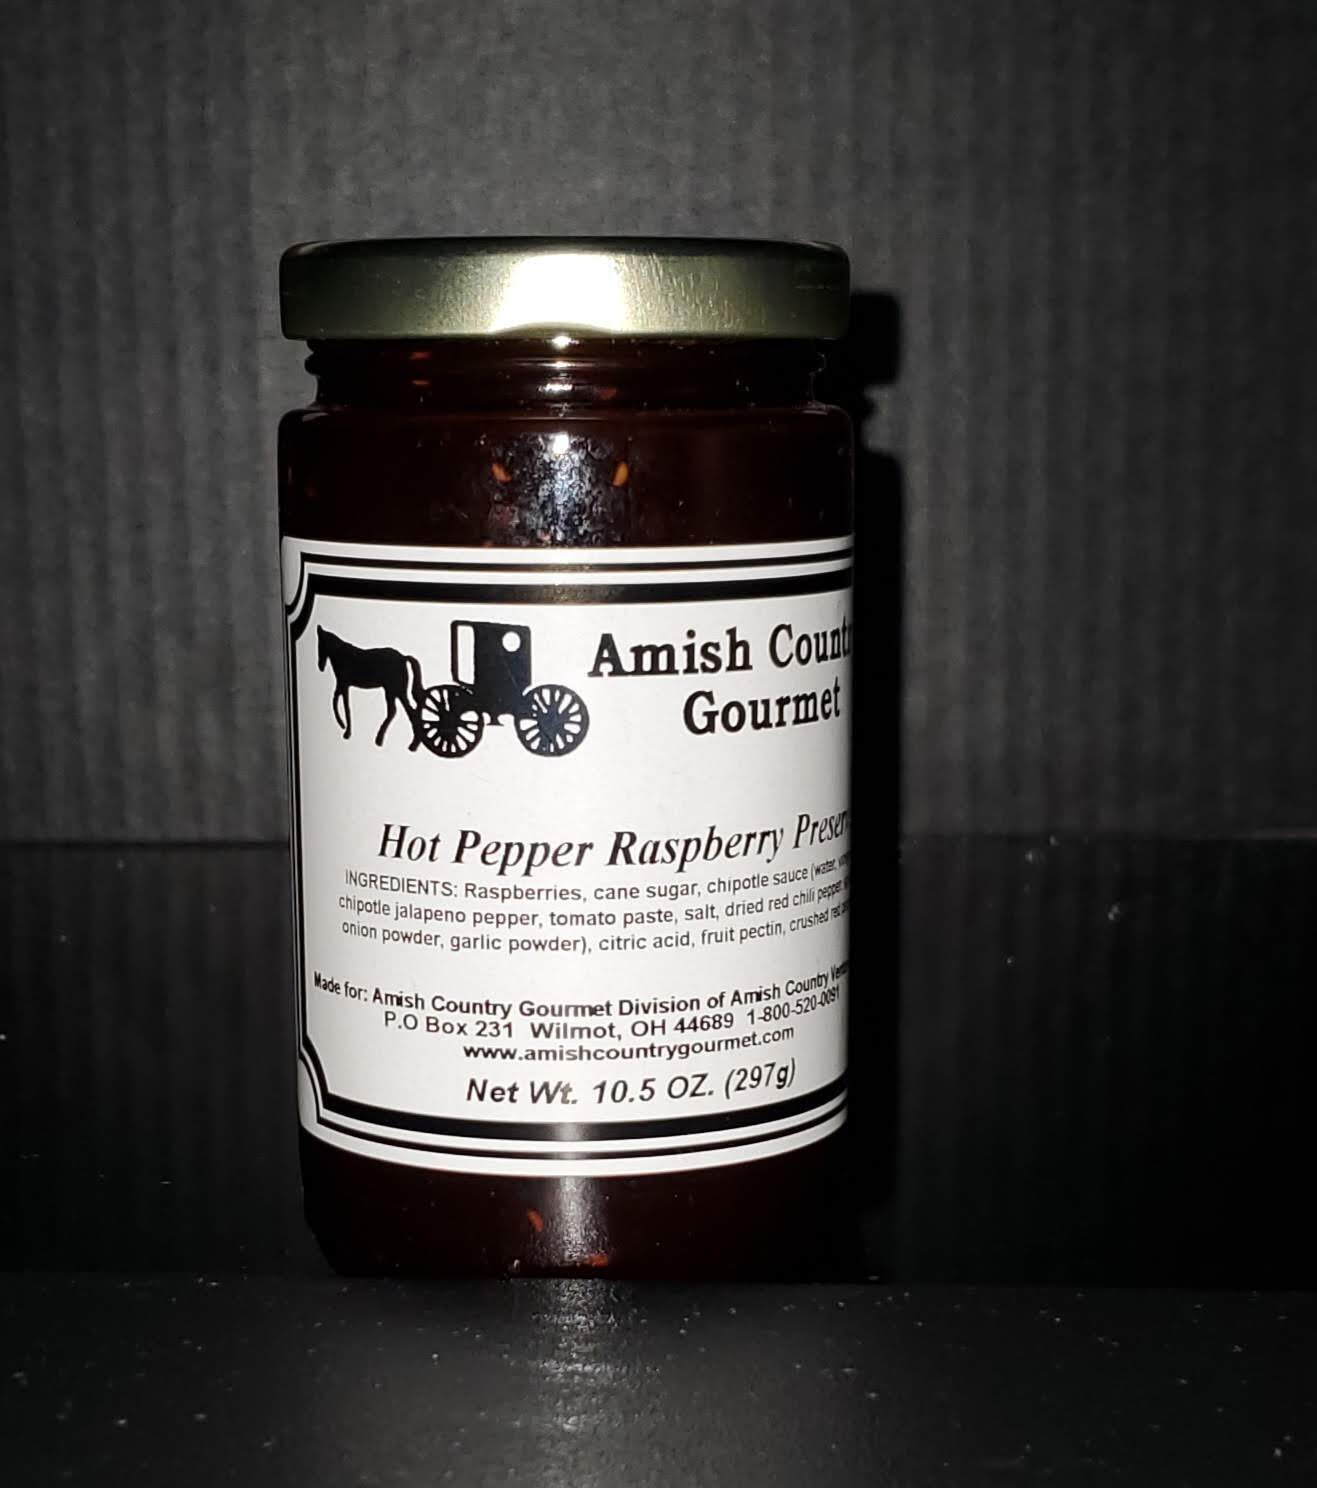 Amish
Gourmet
Hot Pepper Raspberry
INGREDIENTS: Raspberries, cane sugar, chipotle sauce (water,
chipotle jalapeno pepper, tomato paste, salt, dried red chili pepper,
onion powder, garlic powder), citric acid, fruit pectin, crushed red
Made for: Amish Country Gourmet Division of Amish Country
P.O Box 231 Wilmot, OH 44689 1-800-520-0091
www.amishcountrygourmet.com
Net Wt. 10.5 OZ. (297g)